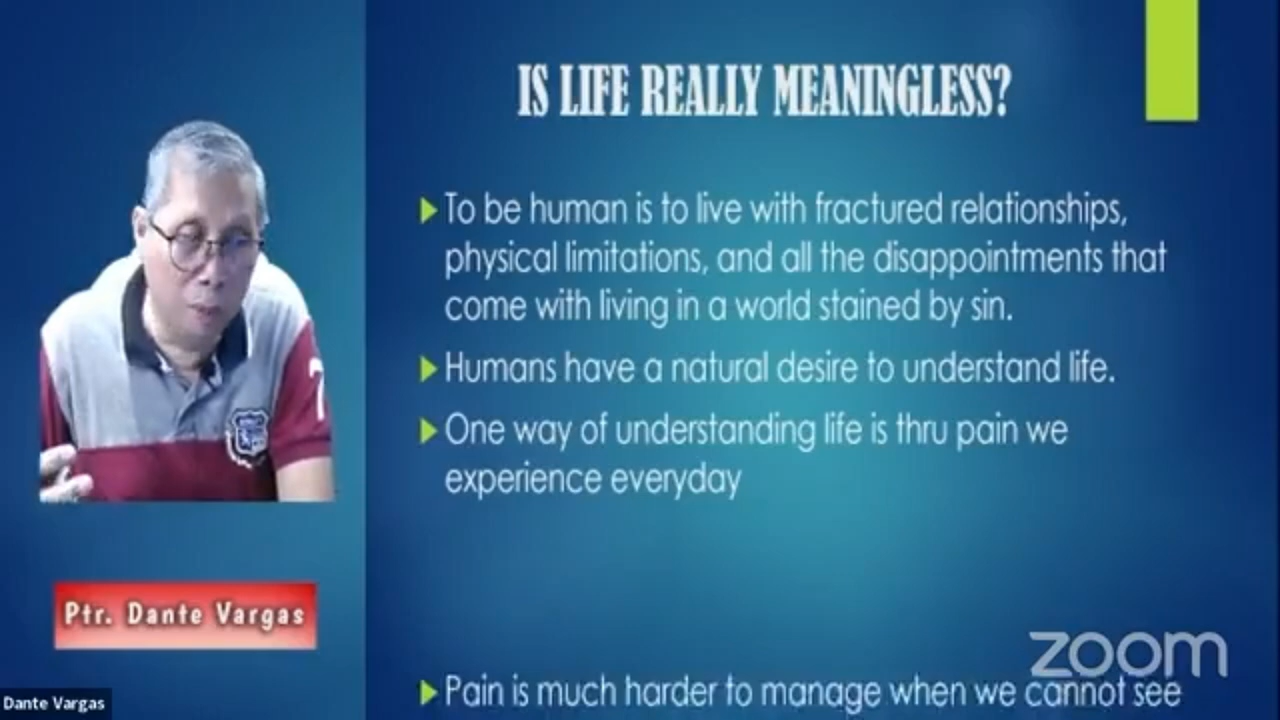 IS LIFE REALLY MEANINGLESS?
To be human is to live with fractured relationships,
physical limitations, and all the disappointments that
come with living in a world stained by sin.
Humans have a natural desire to understand life.
One way of understanding life is thru pain we
experience everyday
Pain is much harder to manage when we cannot see
Ptr. Dante Vargas
Dante Vargas
zoom
7